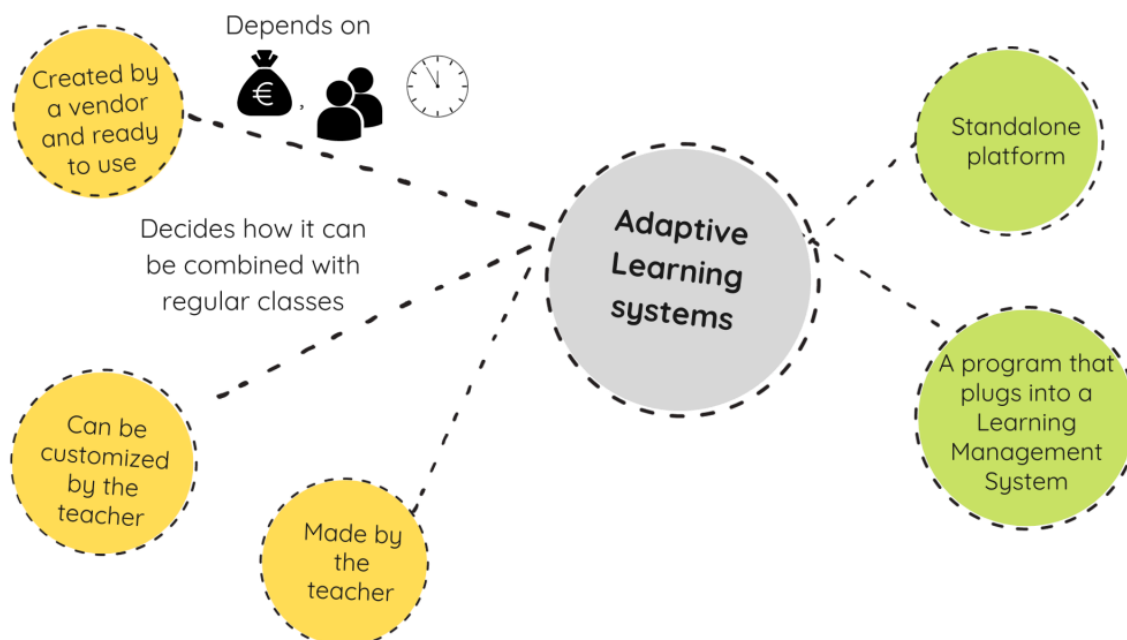 Depends on
€
,
Created by
a vendor
and ready
to use
Decides how it can
be combined with
regular classes
Can be
customized
by the
teacher
Made by
the
teacher
Adaptive
Learning
systems
Standalone
platform
A program that
plugs into a
Learning
Management
System